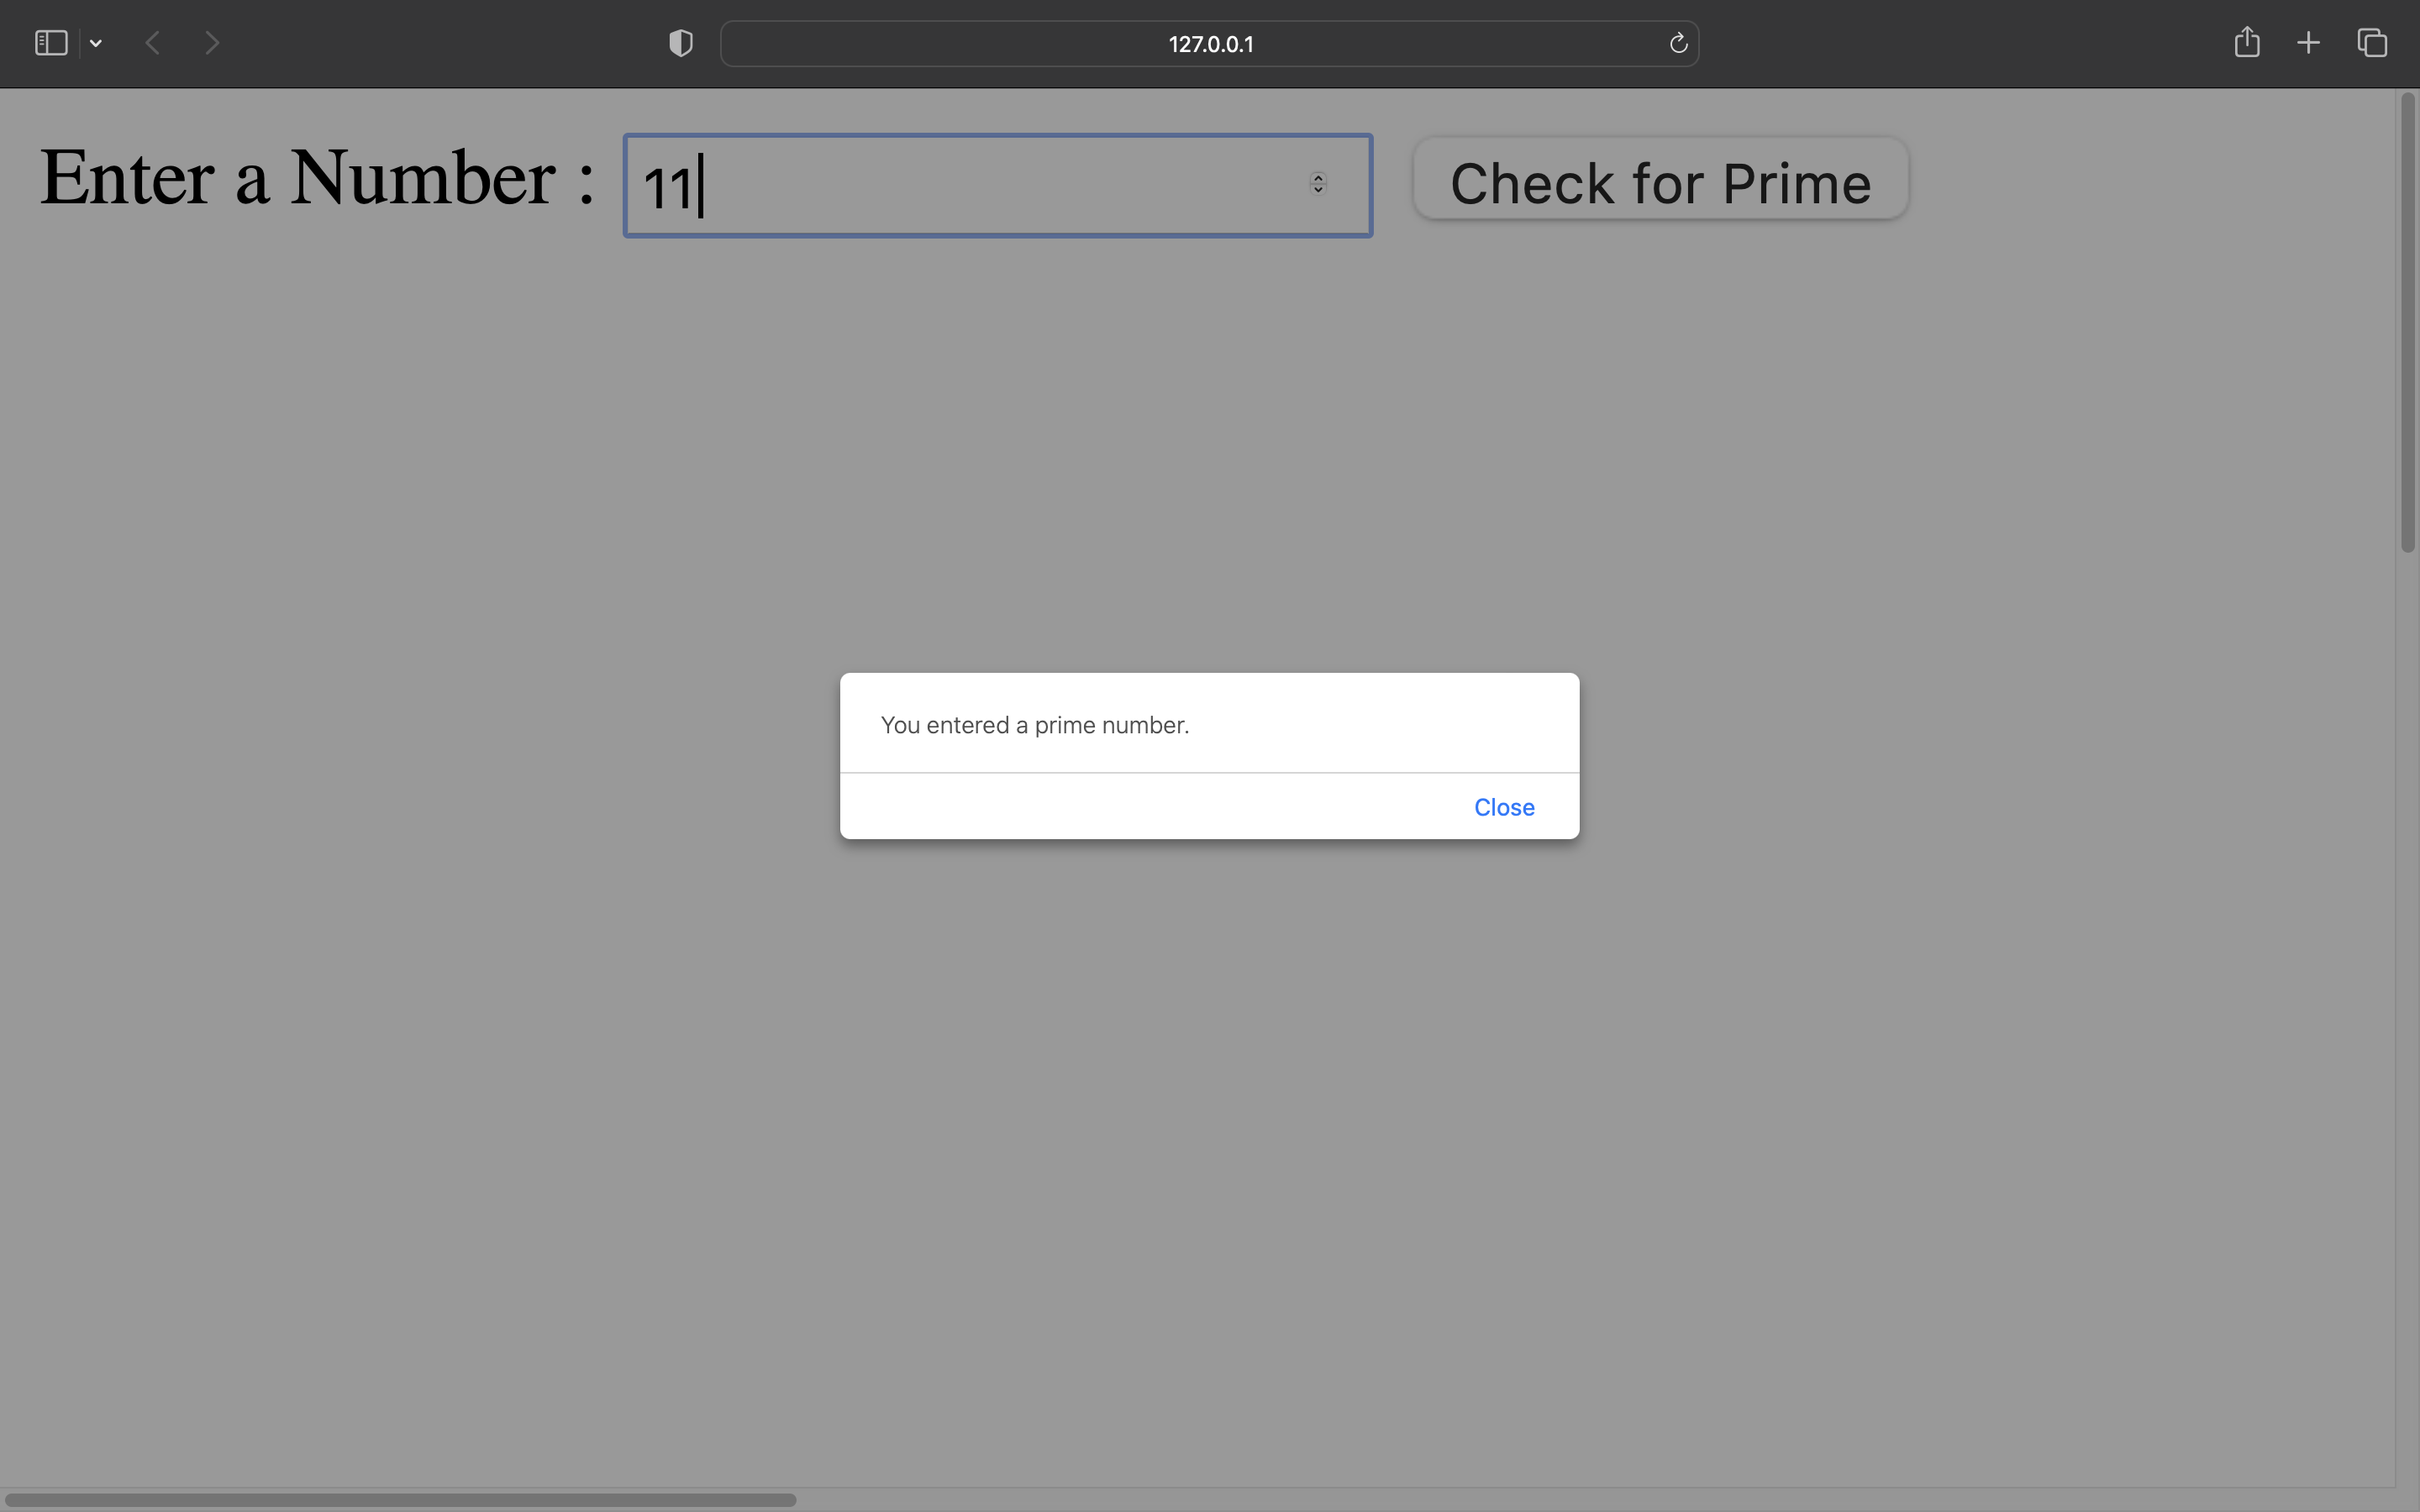 127.0.0.1
Enter a Number : 11 Check for Prime
You entered a prime number.
Close